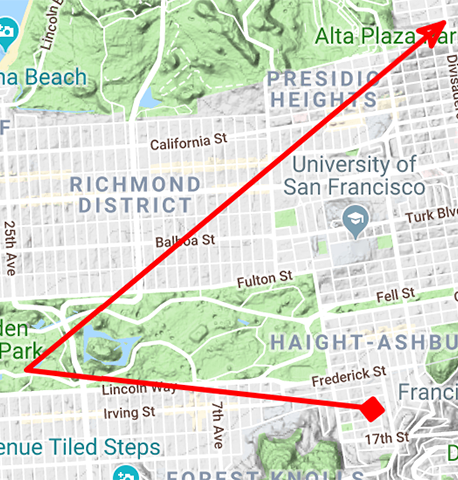 Lincoln B
Alta Plaza Par
na Beach
PRESIDIO
HEIGHTS
Divisade
F
California St
University of
San Francisco
RICHMOND
DISTRICT
Turk Blv
25th Ave
Balboa St
Fulton St
Fell St
den
Park
HAIGHT-ASHBU
Frederick St
Lincoln Way
Franci
Irving St
7th Ave
17th St
enue Tiled Steps
D
FOREST KNOLLS